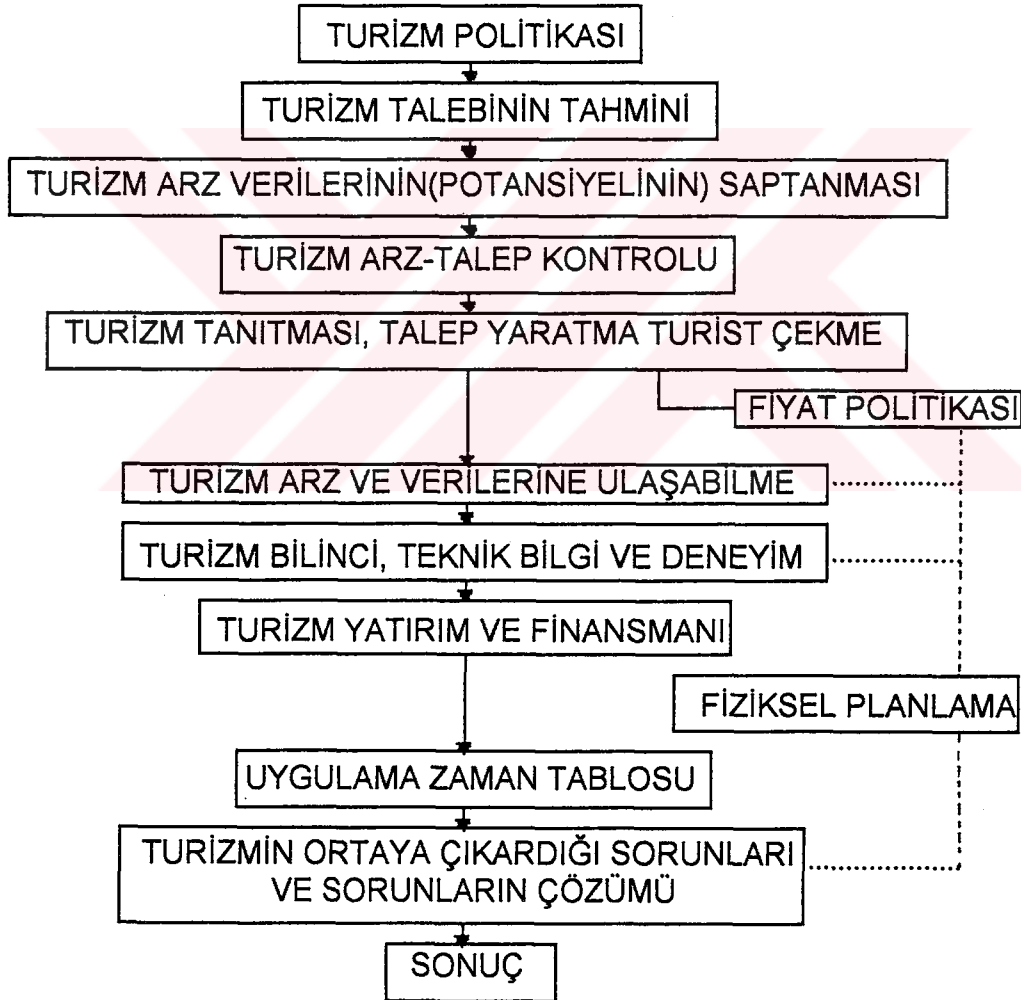 TURİZM POLİTİKASI
TURİZM TALEBİNİN TAHMİNİ
TURİZM ARZ VERİLERİNİN(POTANSİYELİNİN) SAPTANMASI
TURİZM ARZ-TALEP KONTROLU
TURİZM TANITMASI, TALEP YARATMA TURİST ÇEKME
FİYAT POLİTİKASI
TURİZM ARZ VE VERİLERİNE ULAŞABİLME
TURİZM BİLİNCİ, TEKNİK BİLGİ VE DENEYİM
TURİZM YATIRIM VE FİNANSMANI
FİZİKSEL PLANLAMA
UYGULAMA ZAMAN TABLOSU
TURİZMİN ORTAYA ÇIKARDIĞI SORUNLARI
VE SORUNLARIN ÇÖZÜMÜ
SONUÇ